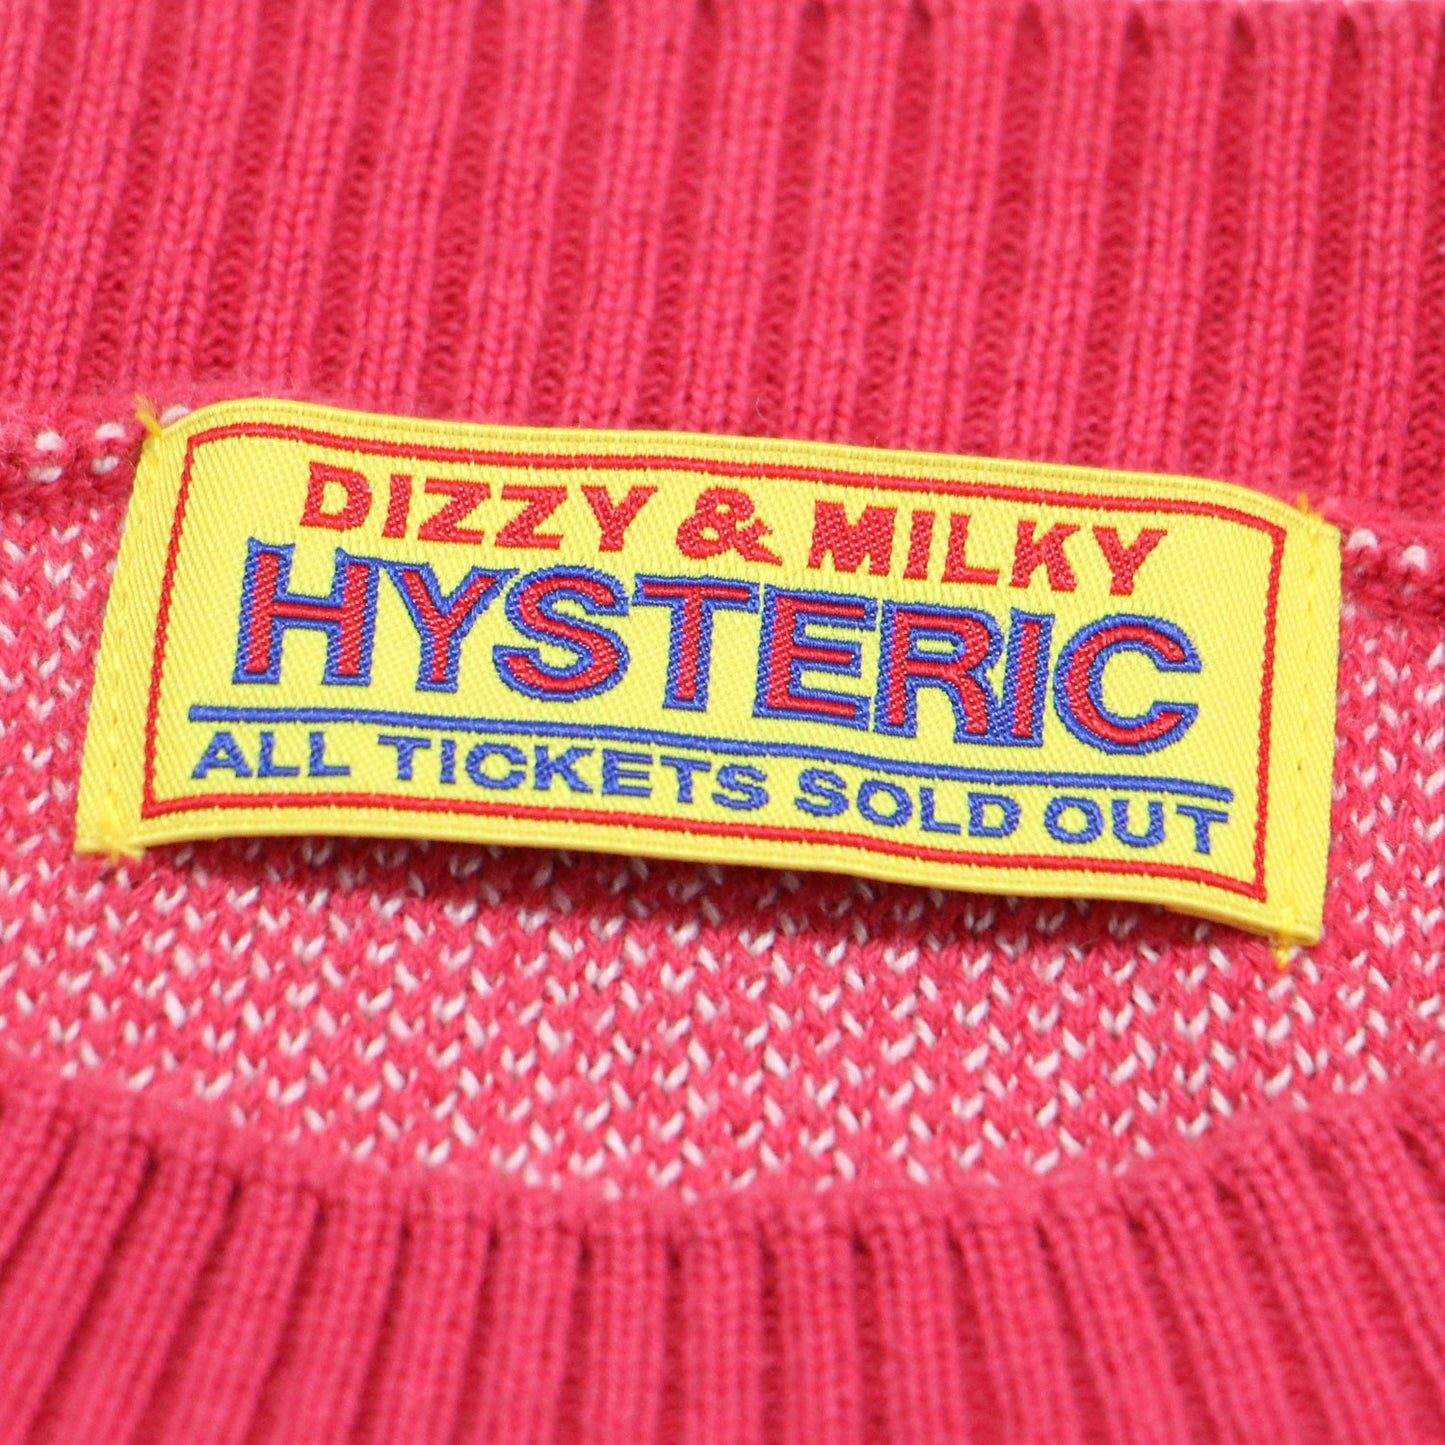 DIZZY & MILKY
HYSTERIC
ALL TICKETS SOLD OUT